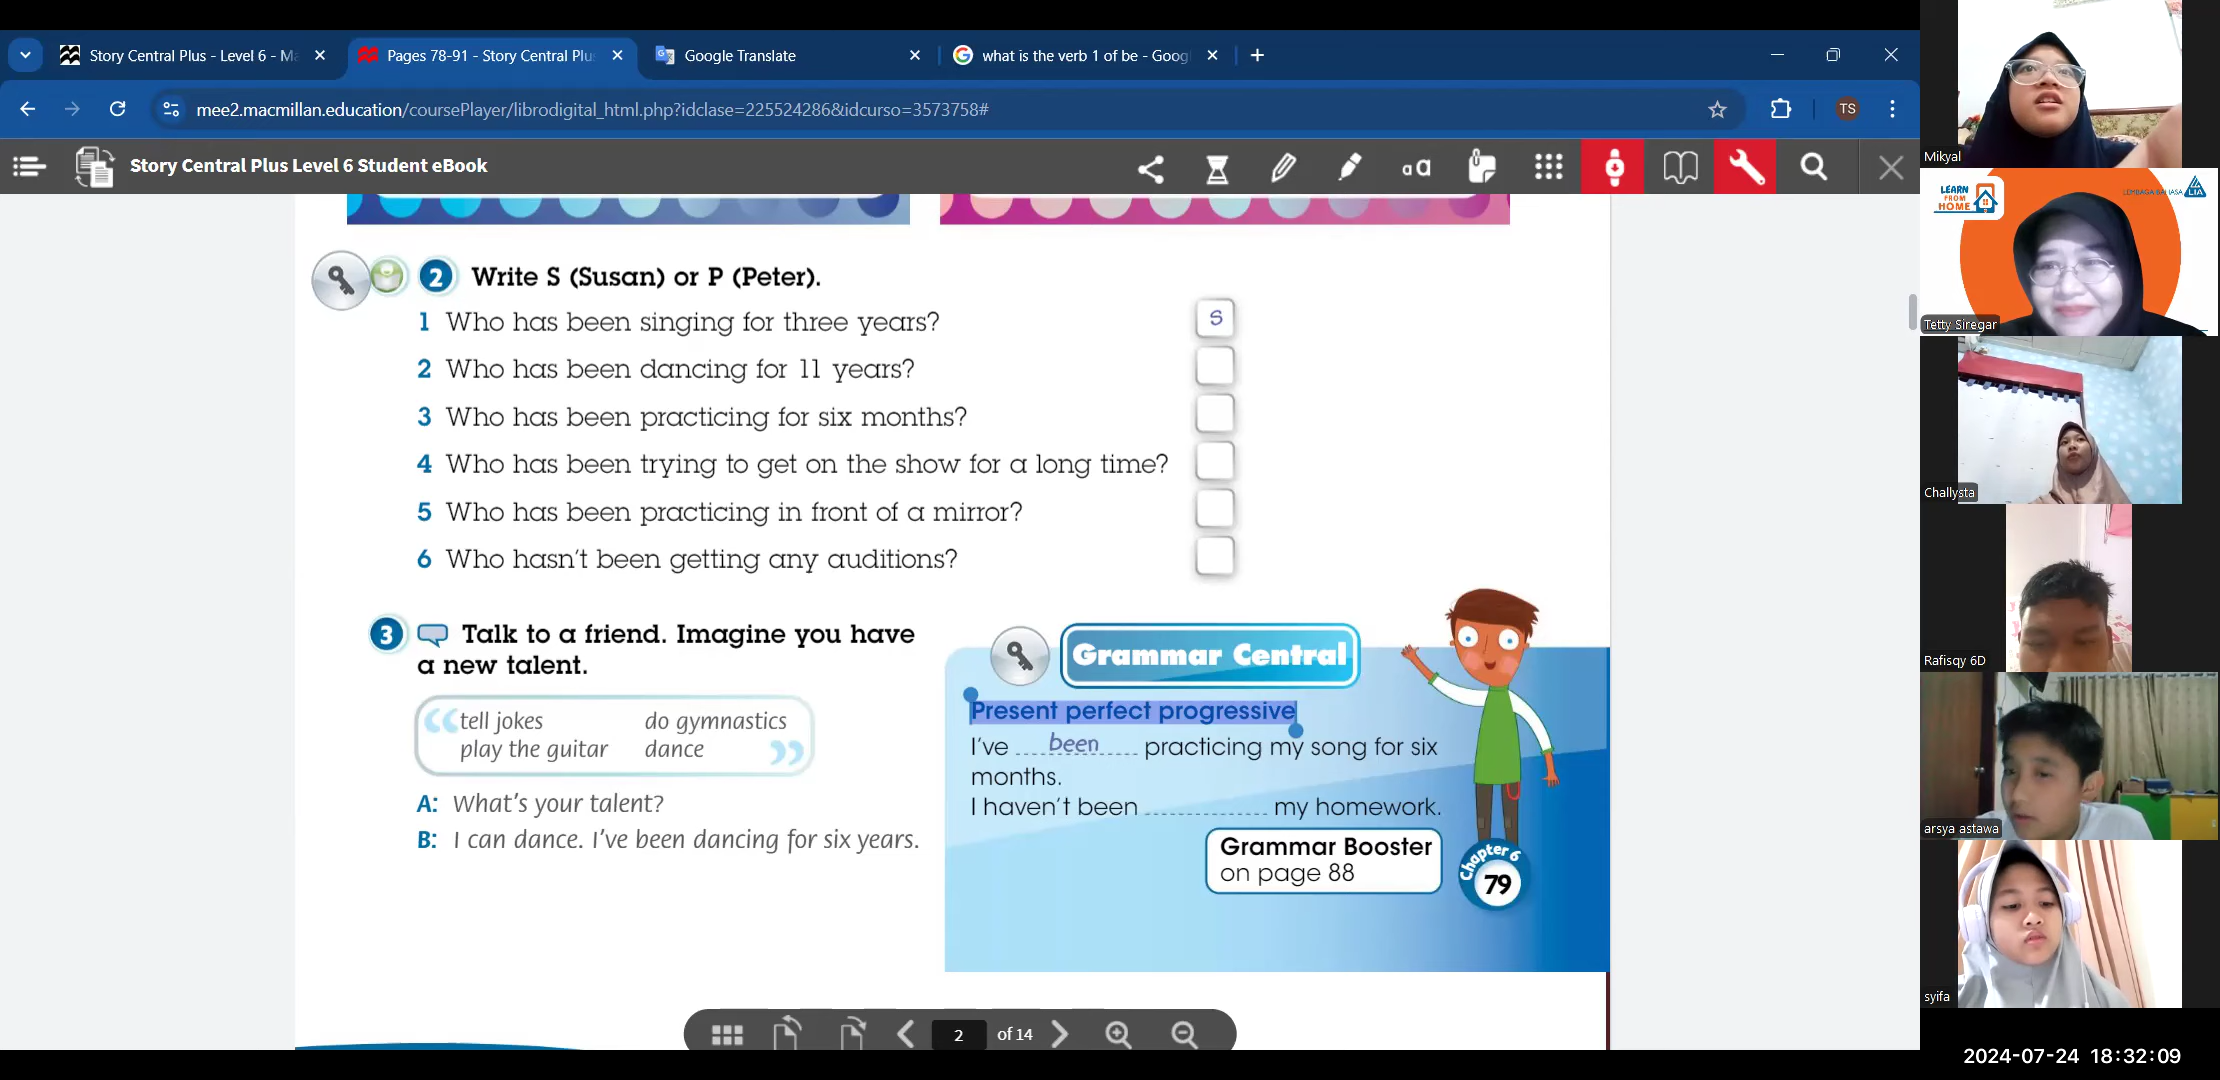 Story Central Plus - Level 6 - Ma
Pages 78-91 - Story Central Plus
Google Translate
what is the verb 1 of be - Goog
mee2.macmillan.education/coursePlayer/librodigital_html.php?idclase=225524286&idcurso=3573758#
TS
Story Central Plus Level 6 Student eBook
aa
2 Write S (Susan) or P (Peter).
1 Who has been singing for three years? S
2 Who has been dancing for 11 years?
3 Who has been practicing for six months?
4 Who has been trying to get on the show for a long time?
5 Who has been practicing in front of a mirror?
6 Who hasn't been getting any auditions?
3 Talk to a friend. Imagine you have
a new talent.
tell jokes do gymnastics
play the guitar dance
A: What's your talent?
B: I can dance. I've been dancing for six years.
Grammar Central
Present perfect progressive
I've been practicing my song for six
months.
I haven't been .............. my homework.
Grammar Booster
on page 88
Chapter 6
79
2 of 14
Mikyal
LEARN
FROM
HOME
LEMBAGA BAHASA LIA
Tetty Siregar
Challysta
Rafisqy 6D
arsya astawa
syifa
2024-07-24 18:32:09